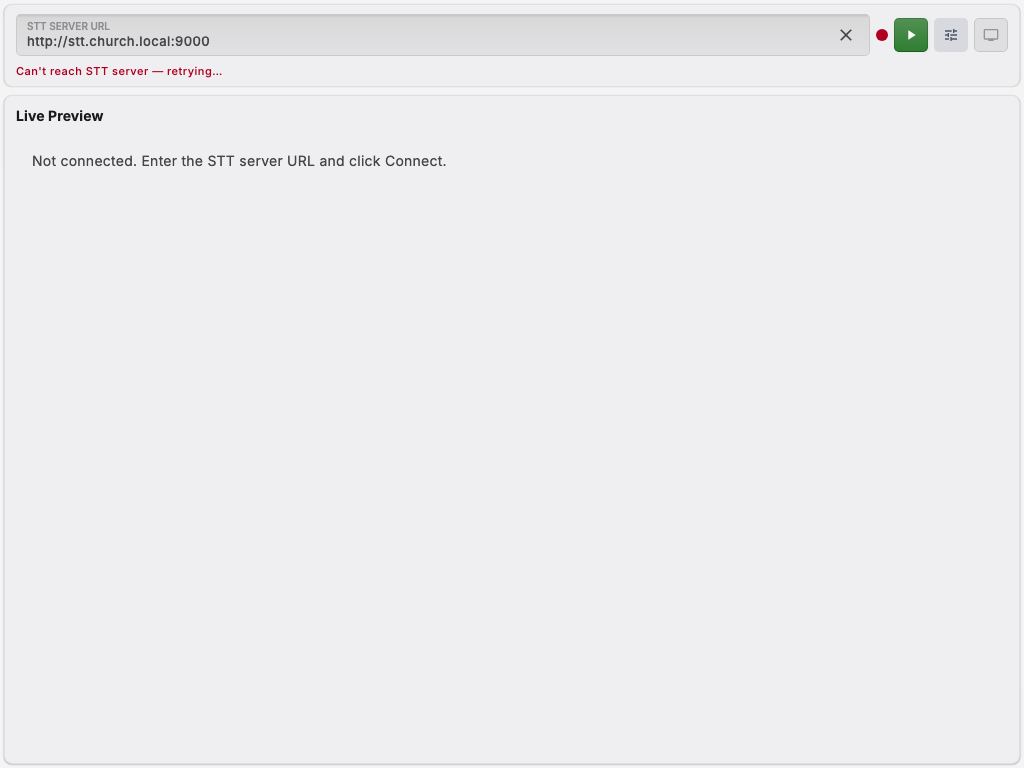 STT SERVER URL
http://stt.church.local:9000
Can't reach STT server — retrying…
Live Preview
Not connected. Enter the STT server URL and click Connect.